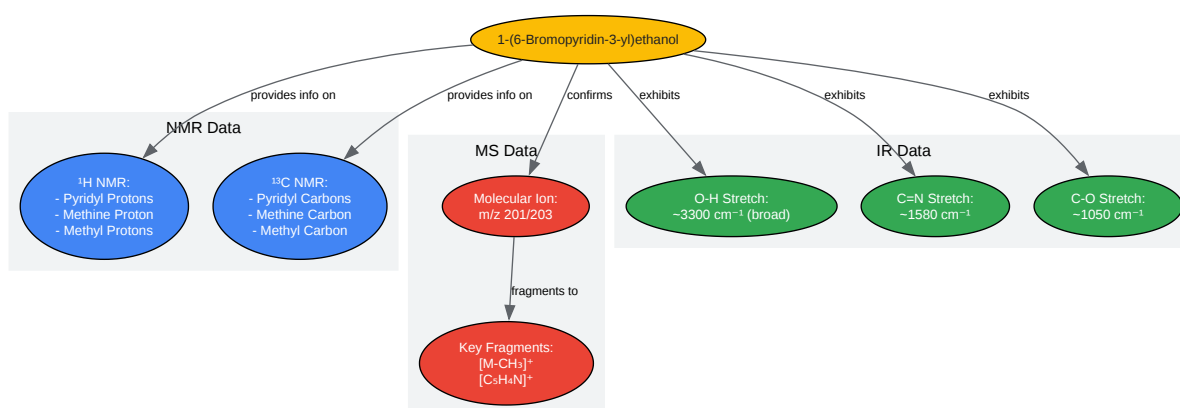 1-(6-Bromopyridin-3-yl)ethanol
provides info on
provides info on
confirms
exhibits
exhibits
exhibits
NMR Data
MS Data
IR Data
¹H NMR:
- Pyridyl Protons
- Methine Proton
- Methyl Protons
¹³C NMR:
- Pyridyl Carbons
- Methine Carbon
- Methyl Carbon
Molecular Ion:
m/z 201/203
O-H Stretch:
~3300 cm⁻¹ (broad)
C=N Stretch:
~1580 cm⁻¹
C-O Stretch:
~1050 cm⁻¹
fragments to
Key Fragments:
[M-CH₃]⁺
[C₅H₄N]⁺